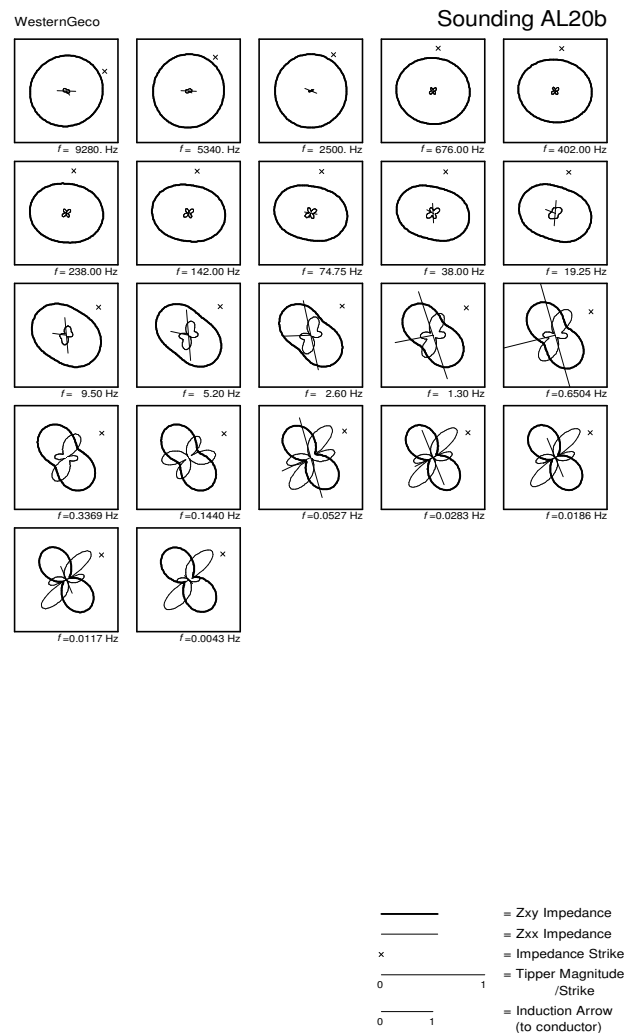 WesternGeco Sounding AL20b
f = 9280. Hz f = 5340. Hz f = 2500. Hz f = 676.00 Hz f = 402.00 Hz
f = 238.00 Hz f = 142.00 Hz f = 74.75 Hz f = 38.00 Hz f = 19.25 Hz
f = 9.50 Hz f = 5.20 Hz f = 2.60 Hz f = 1.30 Hz f =0.6504 Hz
f =0.3369 Hz f =0.1440 Hz f =0.0527 Hz f =0.0283 Hz f =0.0186 Hz
f =0.0117 Hz f =0.0043 Hz
= Zxy Impedance
= Zxx Impedance
× = Impedance Strike
= Tipper Magnitude
0 1 /Strike
= Induction Arrow
0 1 (to conductor)